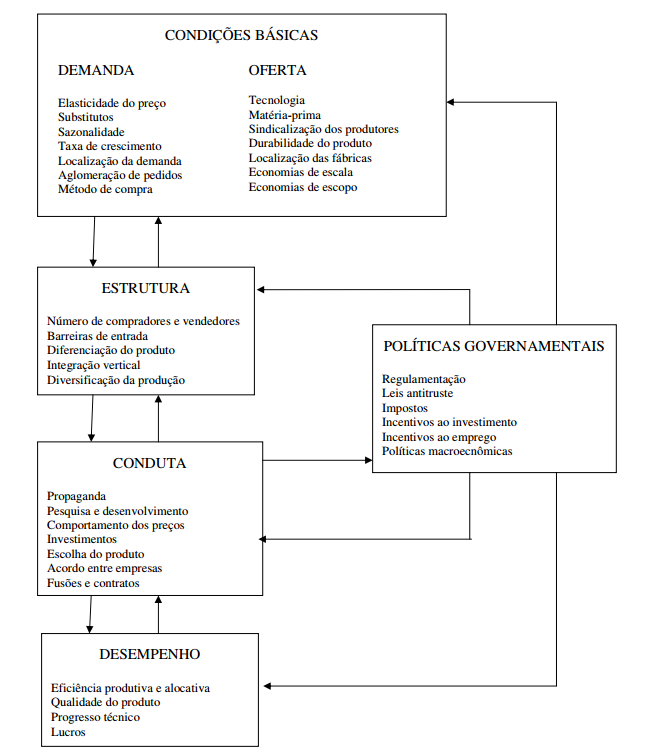 CONDIÇÕES BÁSICAS
DEMANDA
Elasticidade do preço
Substitutos
Sazonalidade
Taxa de crescimento
Localização da demanda
Aglomeração de pedidos
Método de compra
OFERTA
Tecnologia
Matéria-prima
Sindicalização dos produtores
Durabilidade do produto
Localização das fábricas
Economias de escala
Economias de escopo
ESTRUTURA
Número de compradores e vendedores
Barreiras de entrada
Diferenciação do produto
Integração vertical
Diversificação da produção
POLÍTICAS GOVERNAMENTAIS
Regulamentação
Leis antitruste
Impostos
Incentivos ao investimento
Incentivos ao emprego
Políticas macroecnômicas
CONDUTA
Propaganda
Pesquisa e desenvolvimento
Comportamento dos preços
Investimentos
Escolha do produto
Acordo entre empresas
Fusões e contratos
DESEMPENHO
Eficiência produtiva e alocativa
Qualidade do produto
Progresso técnico
Lucros